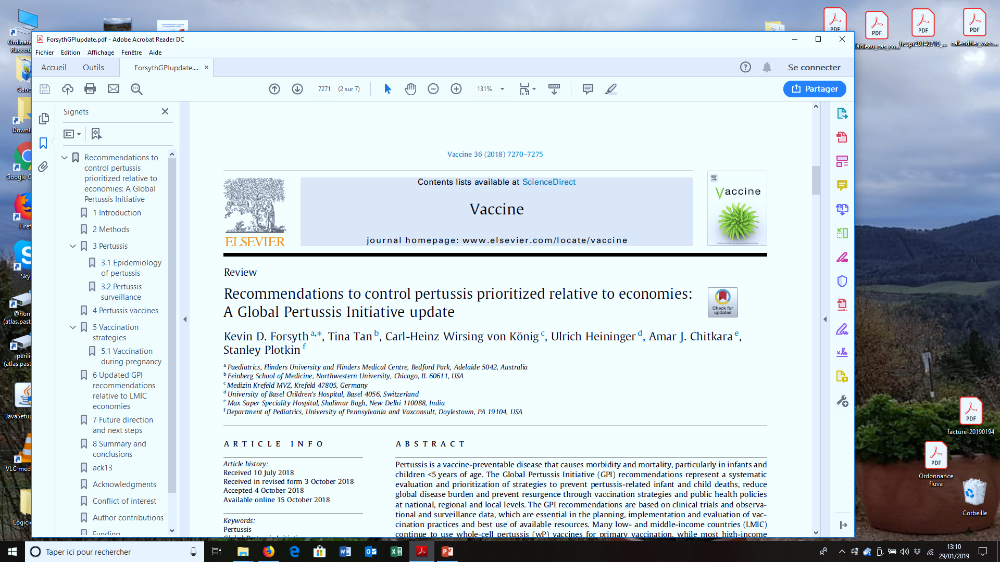 ForsythGPIupdate.pdf - Adobe Acrobat Reader DC
Fichier Edition Affichage Fenêtre Aide
Accueil Outils ForsythGPIupdate.... Se connecter
7271 (2 sur 7) 131% Partager
Signets
Recommendations to
control pertussis
prioritized relative to
economies: A Global
Pertussis Initiative
1 Introduction
2 Methods
3 Pertussis
3.1 Epidemiology
of pertussis
3.2 Pertussis
surveillance
4 Pertussis vaccines
5 Vaccination
strategies
5.1 Vaccination
during pregnancy
6 Updated GPI
recommendations
relative to LMIC
economies
7 Future direction
and next steps
8 Summary and
conclusions
ack13
Acknowledgments
Conflict of interest
Author contributions
Funding
Vaccine 36 (2018) 7270–7275
ELSEVIER
Contents lists available at ScienceDirect
Vaccine
journal homepage: www.elsevier.com/locate/vaccine
Vaccine
Review
Recommendations to control pertussis prioritized relative to economies:
A Global Pertussis Initiative update
Check for
updates
Kevin D. Forsyth a,*, Tina Tan b, Carl-Heinz Wirsing von König c, Ulrich Heininger d, Amar J. Chitkara e,
Stanley Plotkin f
a Paediatrics, Flinders University and Flinders Medical Centre, Bedford Park, Adelaide 5042, Australia
b Feinberg School of Medicine, Northwestern University, Chicago, IL 60611, USA
c Medizin Krefeld MVZ, Krefeld 47805, Germany
d University of Basel Children's Hospital, Basel 4056, Switzerland
e Max Super Speciality Hospital, Shalimar Bagh, New Delhi 110088, India
f Department of Pediatrics, University of Pennsylvania and Vaxconsult, Doylestown, PA 19104, USA
ARTICLE INFO
Article history:
Received 10 July 2018
Received in revised form 3 October 2018
Accepted 4 October 2018
Available online 15 October 2018
Keywords:
Pertussis
ABSTRACT
Pertussis is a vaccine-preventable disease that causes morbidity and mortality, particularly in infants and
children <5 years of age. The Global Pertussis Initiative (GPI) recommendations represent a systematic
evaluation and prioritization of strategies to prevent pertussis-related infant and child deaths, reduce
global disease burden and prevent resurgence through vaccination strategies and public health policies
at national, regional and local levels. The GPI recommendations are based on clinical trials and observa-
tional and surveillance data, which are essential in the planning, implementation and evaluation of vac-
cination practices and best use of available resources. Many low- and middle-income countries (LMIC)
continue to use whole-cell pertussis (wP) vaccines for primary vaccination, while most high-income
Ordinate
Raccou
Cano
Downl
Google C
Firef
Skyp
@hom
(atlas.past
perilie
(atlas.past
JavaSetup
VLC med
Logicie
PDF
PDF
Tableau_cas_co...
PDF
hcspr20140710_...
PDF
calendrier_vacc...
PDF
facture-20190194
PDF
Ordonnance
fluva
Corbeille
Taper ici pour rechercher
13:10
29/01/2019